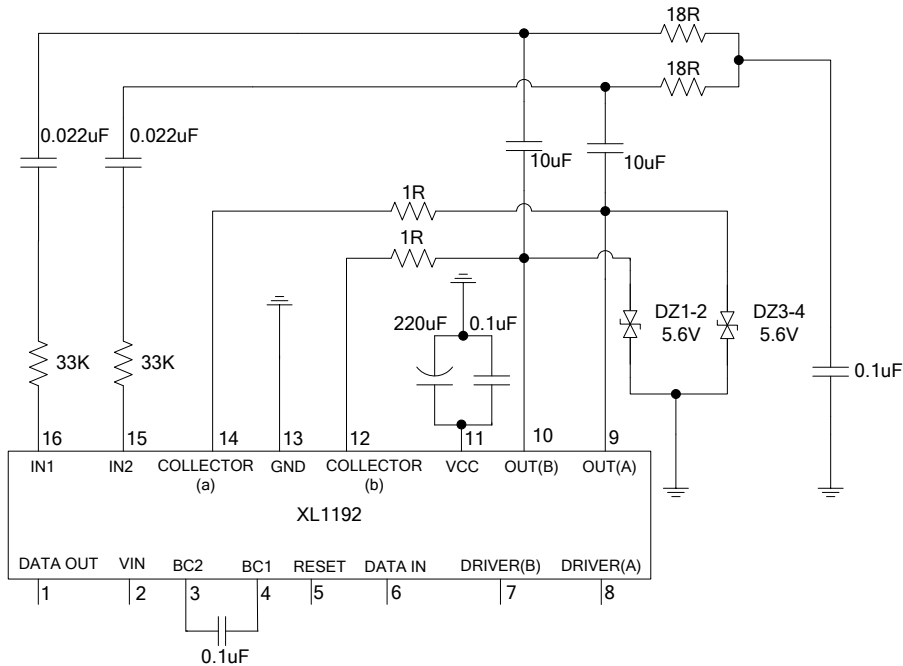 18R
18R
0.022uF
0.022uF
10uF
10uF
1R
1R
220uF
0.1uF
DZ1-2
5.6V
DZ3-4
5.6V
33K
33K
0.1uF
16
15
14
13
12
11
10
9
IN1
IN2
COLLECTOR
(a)
GND
COLLECTOR
(b)
VCC
OUT(B)
OUT(A)
XL1192
DATA OUT
VIN
BC2
BC1
RESET
DATA IN
DRIVER(B)
DRIVER(A)
1
2
3
4
5
6
7
8
0.1uF